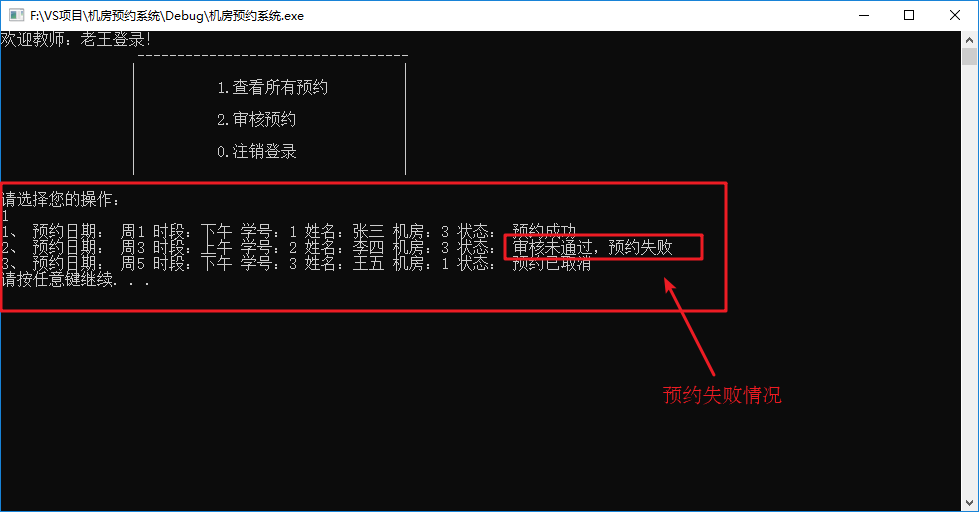 F:\VS项目\机房预约系统\Debug\机房预约系统.exe
欢迎教师：老王登录!
1.查看所有预约
2.审核预约
0.注销登录
请选择您的操作：
1
1、 预约日期： 周1 时段：下午 学号：1 姓名：张三 机房：3 状态： 预约成功
2、 预约日期： 周3 时段：上午 学号：2 姓名：李四 机房：3 状态： 审核未通过，预约失败
3、 预约日期： 周5 时段：下午 学号：3 姓名：王五 机房：1 状态： 预约已取消
请按任意键继续. . .
预约失败情况